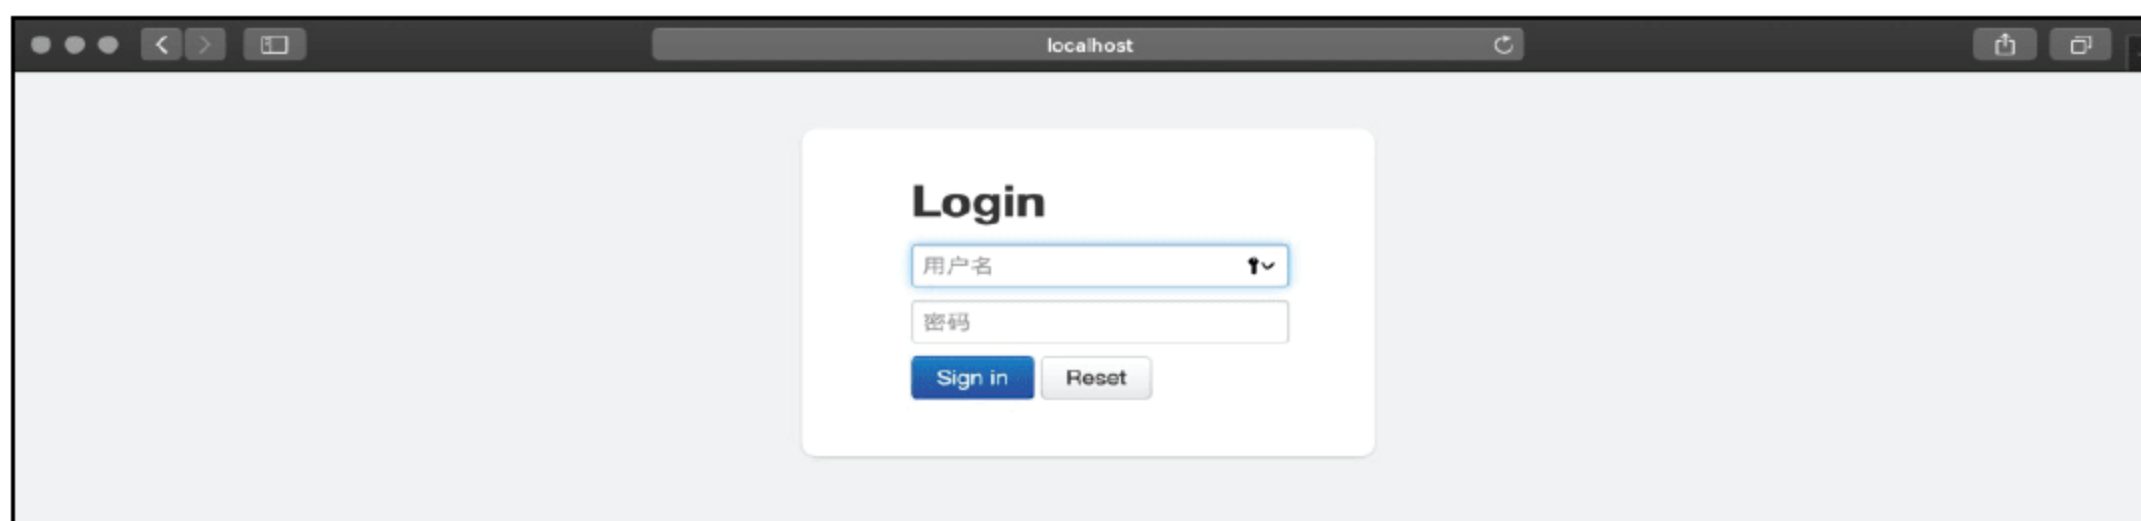 localhost
Login
用户名
密码
Sign in Reset